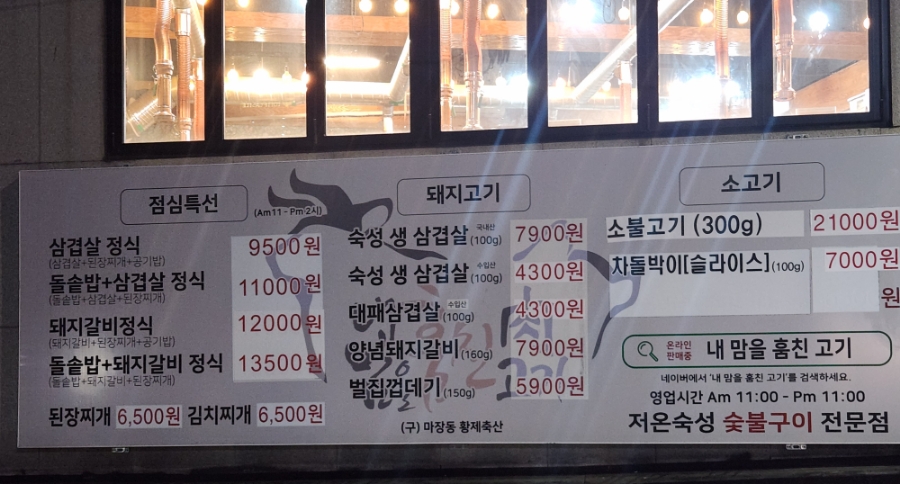 점심특선
(Am11 - Pm 2시)
삼겹살 정식 9500원
(삼겹살+된장찌개+공기밥)
돌솥밥+삼겹살 정식 11000원
(돌솥밥+삼겹살+된장찌개)
돼지갈비정식 12000원
(돼지갈비+된장찌개+공기밥)
돌솥밥+돼지갈비 정식 13500원
(돌솥밥+돼지갈비+된장찌개)
된장찌개 6,500원 김치찌개 6,500원
돼지고기
숙성 생 삼겹살 국내산 (100g) 7900원
숙성 생 삼겹살 수입산 (100g) 4300원
대패삼겹살 수입산 (100g) 4300원
양념돼지갈비 (160g) 7900원
벌집껍데기 (150g) 5900원
(구) 마장동 황제축산
소고기
소불고기 (300g) 21000원
차돌박이[슬라이스] (100g) 7000원
원
온라인 판매중 내 맘을 훔친 고기
네이버에서 '내 맘을 훔친 고기'를 검색하세요.
영업시간 Am 11:00 - Pm 11:00
저온숙성 숯불구이 전문점